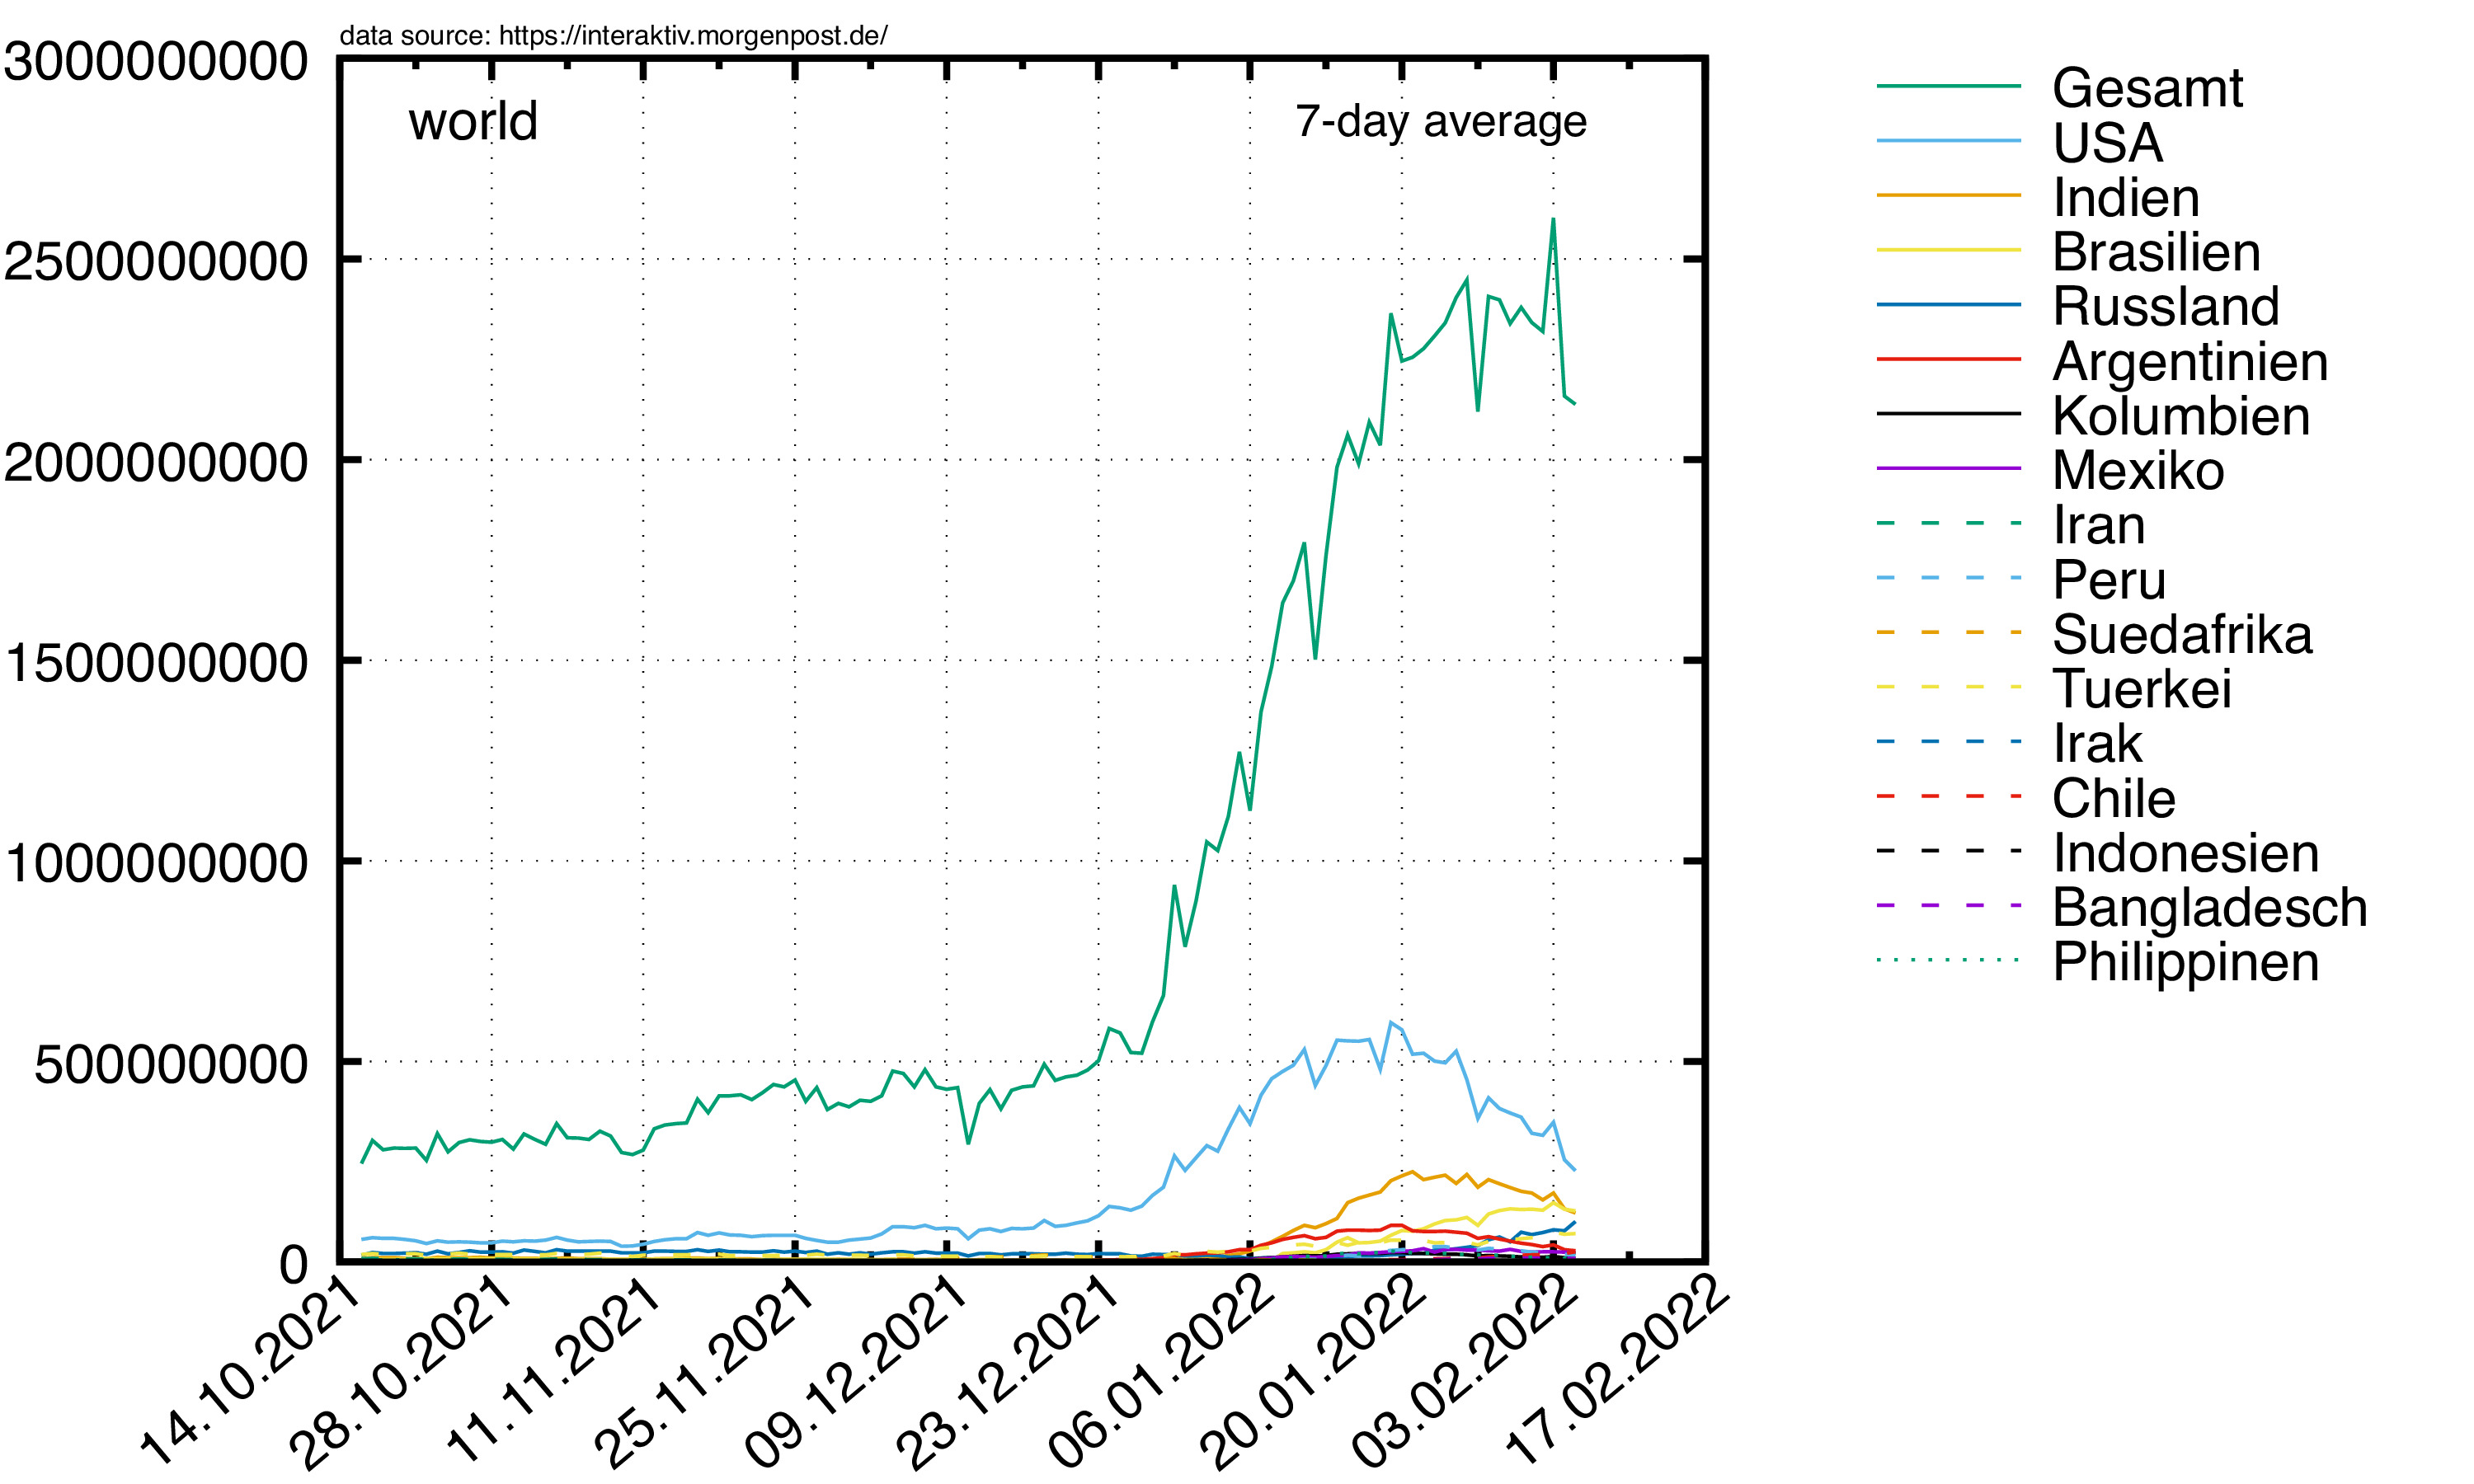 data source: https://interaktiv.morgenpost.de/
world
7-day average
3000000000
2500000000
2000000000
1500000000
1000000000
500000000
0
14.10.2021
28.10.2021
11.11.2021
25.11.2021
09.12.2021
23.12.2021
06.01.2022
20.01.2022
03.02.2022
17.02.2022
Gesamt
USA
Indien
Brasilien
Russland
Argentinien
Kolumbien
Mexiko
Iran
Peru
Suedafrika
Tuerkei
Irak
Chile
Indonesien
Bangladesch
Philippinen